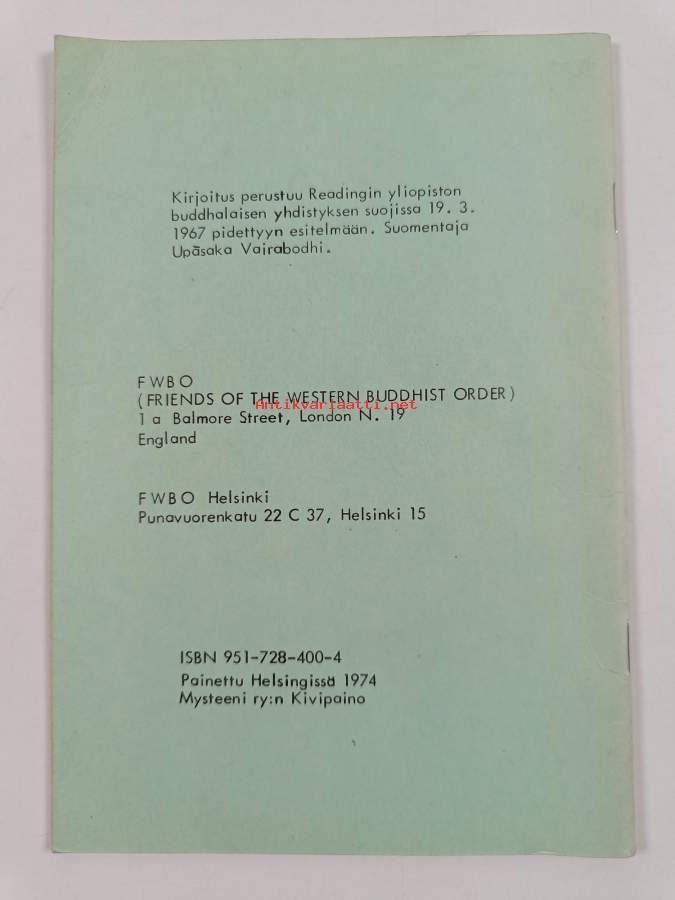 Kirjoitus perustuu Readingin yliopiston
buddhalaisen yhdistyksen suojissa 19. 3.
1967 pidettyyn esitelmään. Suomentaja
Upāsaka Vajrabodhi.
FWBO
(FRIENDS OF THE WESTERN BUDDHIST ORDER)
Antikvariaatti.net
1 a Balmore Street, London N. 19
England
FWBO Helsinki
Punavuorenkatu 22 C 37, Helsinki 15
ISBN 951-728-400-4
Painettu Helsingissä 1974
Mysteeni ry:n Kivipaino